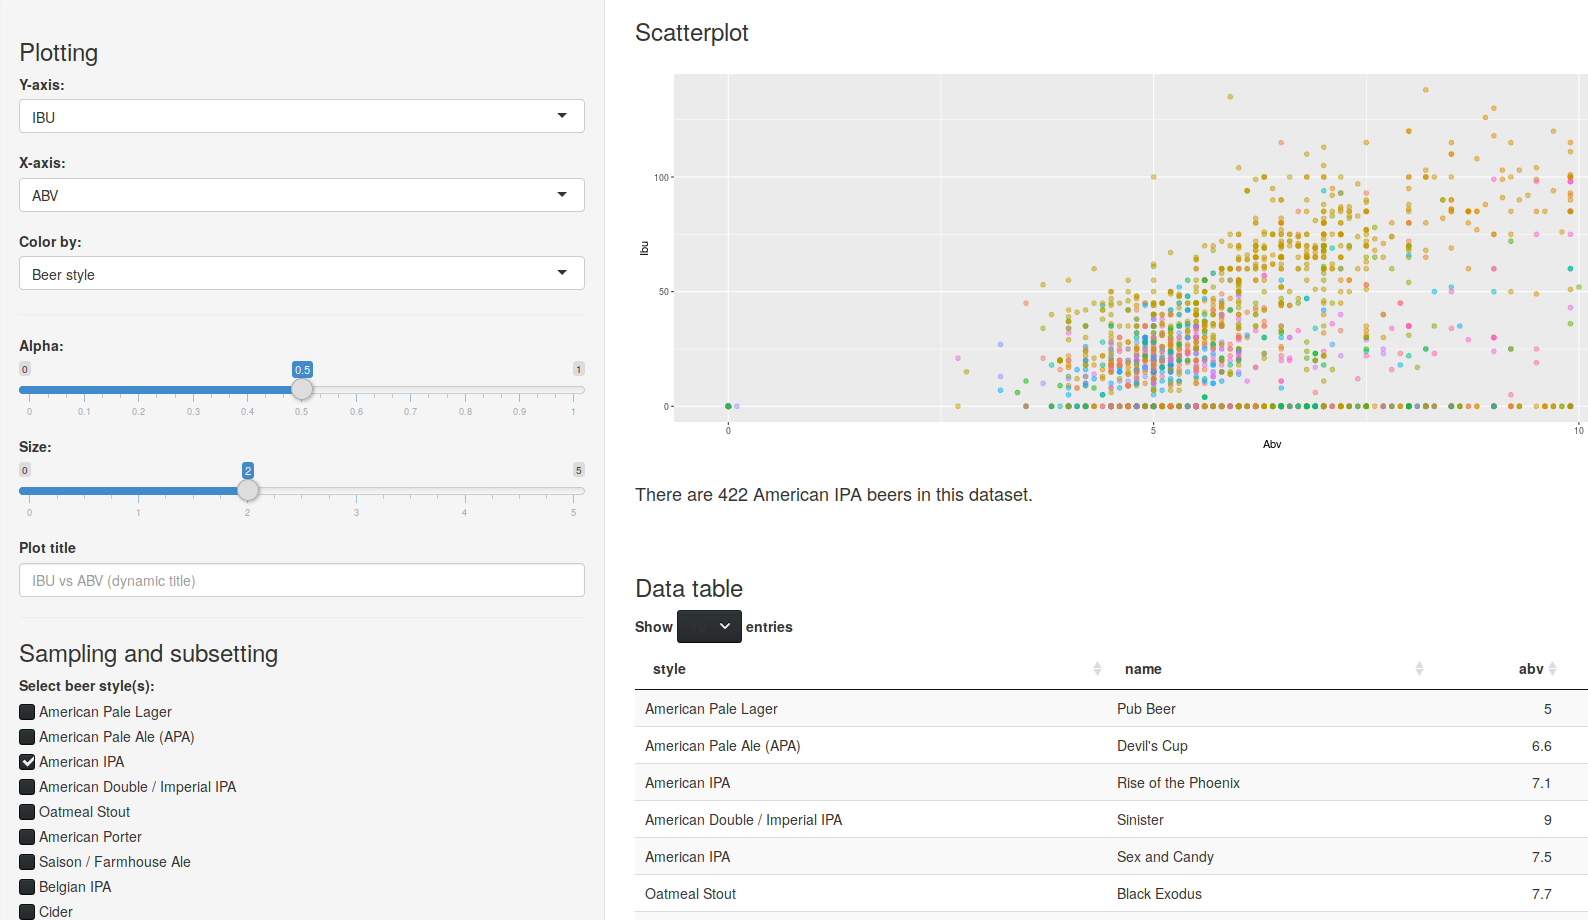 Plotting
Y-axis:
IBU
X-axis:
ABV
Color by:
Beer style
Alpha:
0 0.5 1
0 0.1 0.2 0.3 0.4 0.5 0.6 0.7 0.8 0.9 1
Size:
0 2 5
0 1 2 3 4 5
Plot title
IBU vs ABV (dynamic title)
Sampling and subsetting
Select beer style(s):
American Pale Lager
American Pale Ale (APA)
American IPA
American Double / Imperial IPA
Oatmeal Stout
American Porter
Saison / Farmhouse Ale
Belgian IPA
Cider
Scatterplot
Ibu
100
50
0
0 5 10
Abv
There are 422 American IPA beers in this dataset.
Data table
Show 10 entries
style name abv
American Pale Lager Pub Beer 5
American Pale Ale (APA) Devil's Cup 6.6
American IPA Rise of the Phoenix 7.1
American Double / Imperial IPA Sinister 9
American IPA Sex and Candy 7.5
Oatmeal Stout Black Exodus 7.7